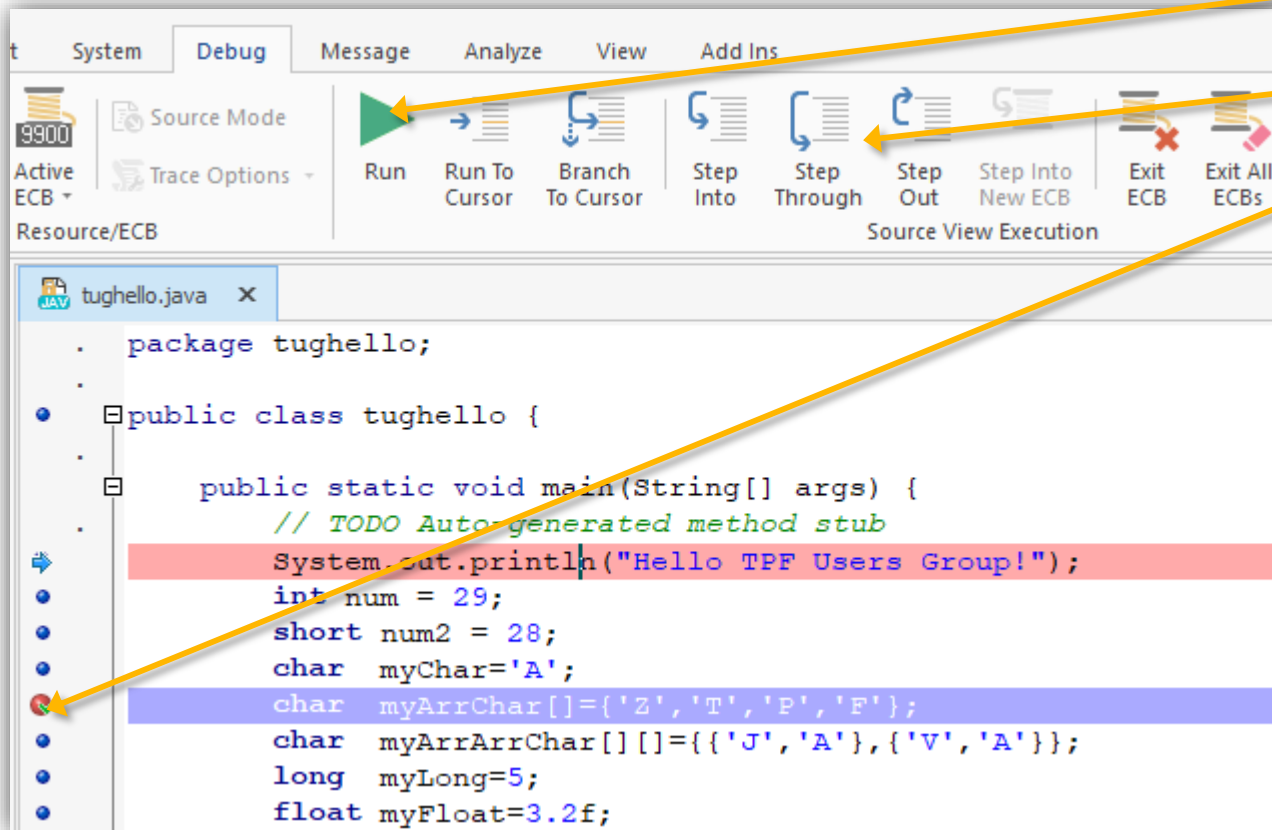 t System Debug Message Analyze View Add Ins
9900 Source Mode
Active ECB
Trace Options
Run
Run To Cursor
Branch To Cursor
Step Into
Step Through
Step Out
Step Into New ECB
Exit ECB
Exit All ECBs
Resource/ECB Source View Execution
JAV tughello.java X
package tughello;
public class tughello {
public static void main(String[] args) {
// TODO Auto-generated method stub
System.out.println("Hello TPF Users Group!");
int num = 29;
short num2 = 28;
char myChar='A';
char myArrChar[]={'Z','T','P','F'};
char myArrArrChar[][]={{'J','A'},{'V','A'}};
long myLong=5;
float myFloat=3.2f;